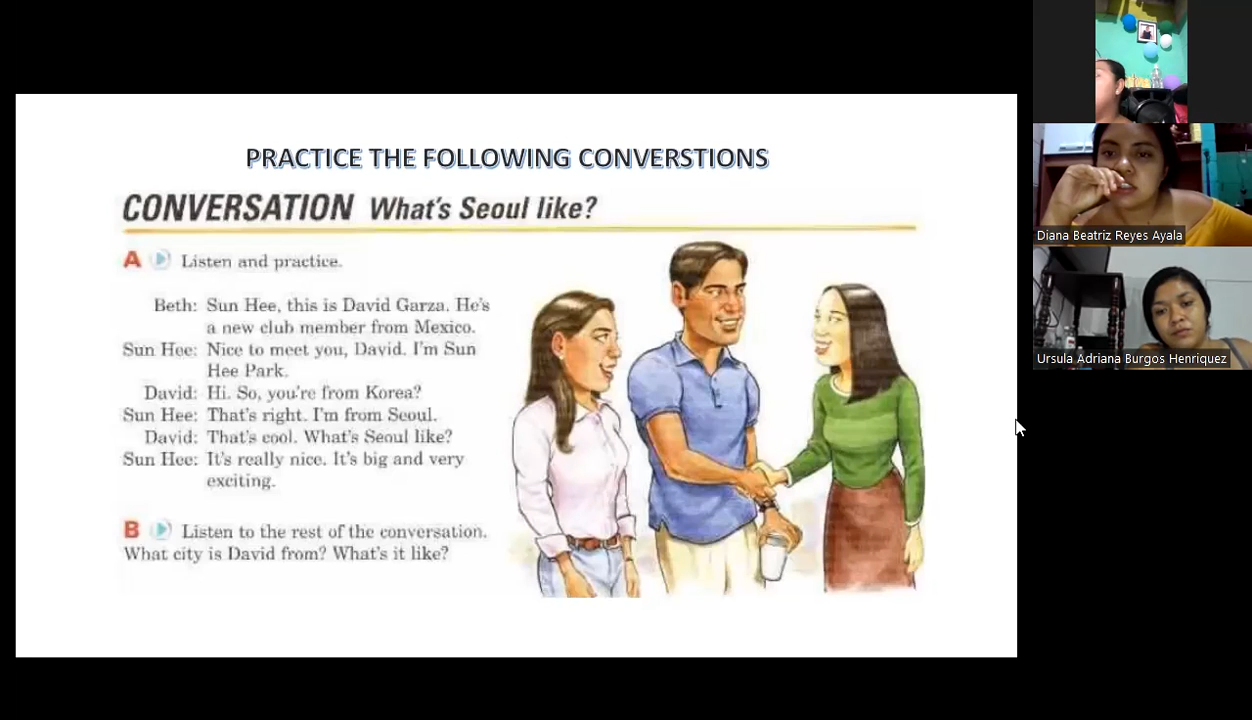 PRACTICE THE FOLLOWING CONVERSTIONS
CONVERSATION What's Seoul like?
A Listen and practice.
Beth: Sun Hee, this is David Garza. He's
a new club member from Mexico.
Sun Hee: Nice to meet you, David. I'm Sun
Hee Park.
David: Hi. So, you're from Korea?
Sun Hee: That's right. I'm from Seoul.
David: That's cool. What's Seoul like?
Sun Hee: It's really nice. It's big and very
exciting.
B Listen to the rest of the conversation.
What city is David from? What's it like?
Diana Beatriz Reyes Ayala
Ursula Adriana Burgos Henriquez